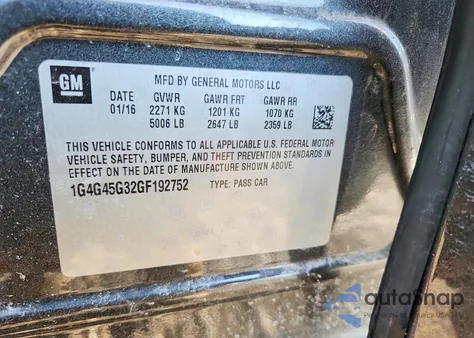 GM
MFD BY GENERAL MOTORS LLC
DATE GVWR GAWR FRT GAWR RR
01/16 2271 KG 1201 KG 1070 KG
5006 LB 2647 LB 2359 LB
THIS VEHICLE CONFORMS TO ALL APPLICABLE U.S. FEDERAL MOTOR
VEHICLE SAFETY, BUMPER, AND THEFT PREVENTION STANDARDS IN
EFFECT ON THE DATE OF MANUFACTURE SHOWN ABOVE.
1G4G45G32GF192752 TYPE: PASS CAR
autoSnap